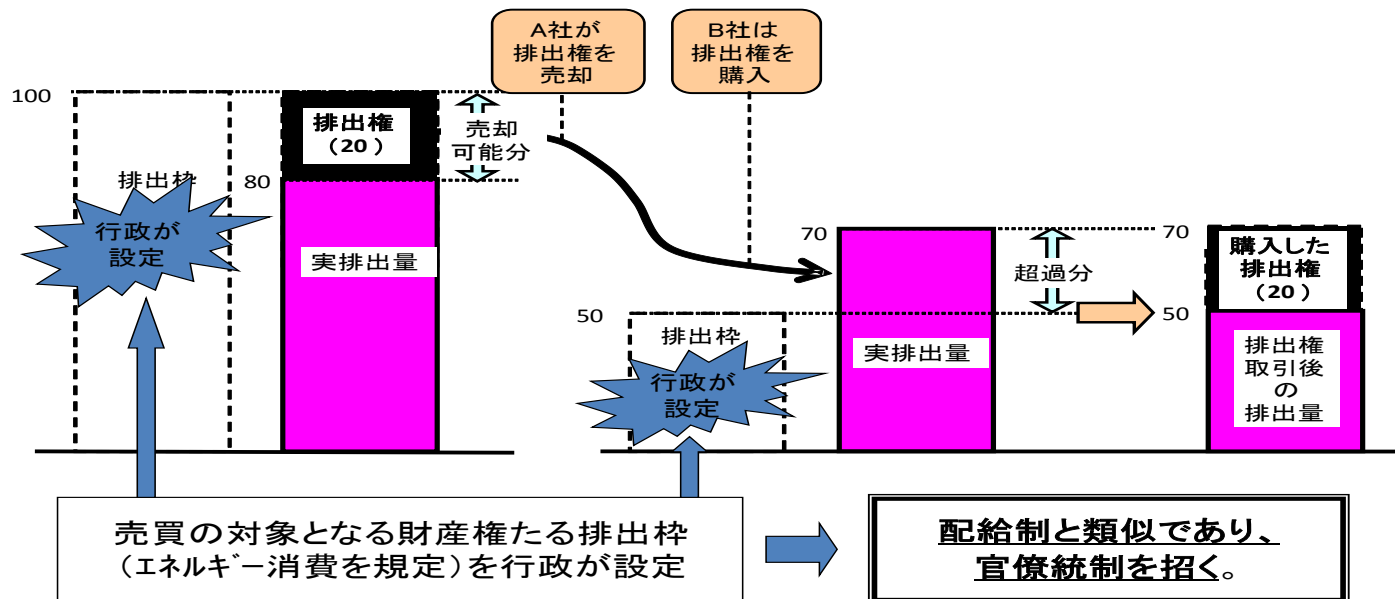 A社が
排出権を
売却
B社は
排出権を
購入
100
排出枠
行政が
設定
80
排出権
（20 ）
売却
可能分
実排出量
50
排出枠
行政が
設定
70
実排出量
超過分
70
50
購入した
排出権
（20 ）
排出権
取引後
の
排出量
売買の対象となる財産権たる排出枠
（エネルギー消費を規定）を行政が設定
配給制と類似であり、
官僚統制を招く。